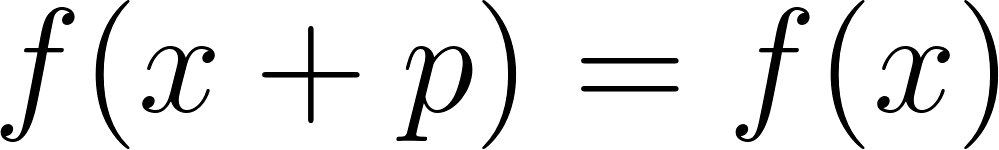 f(x + p) = f(x)